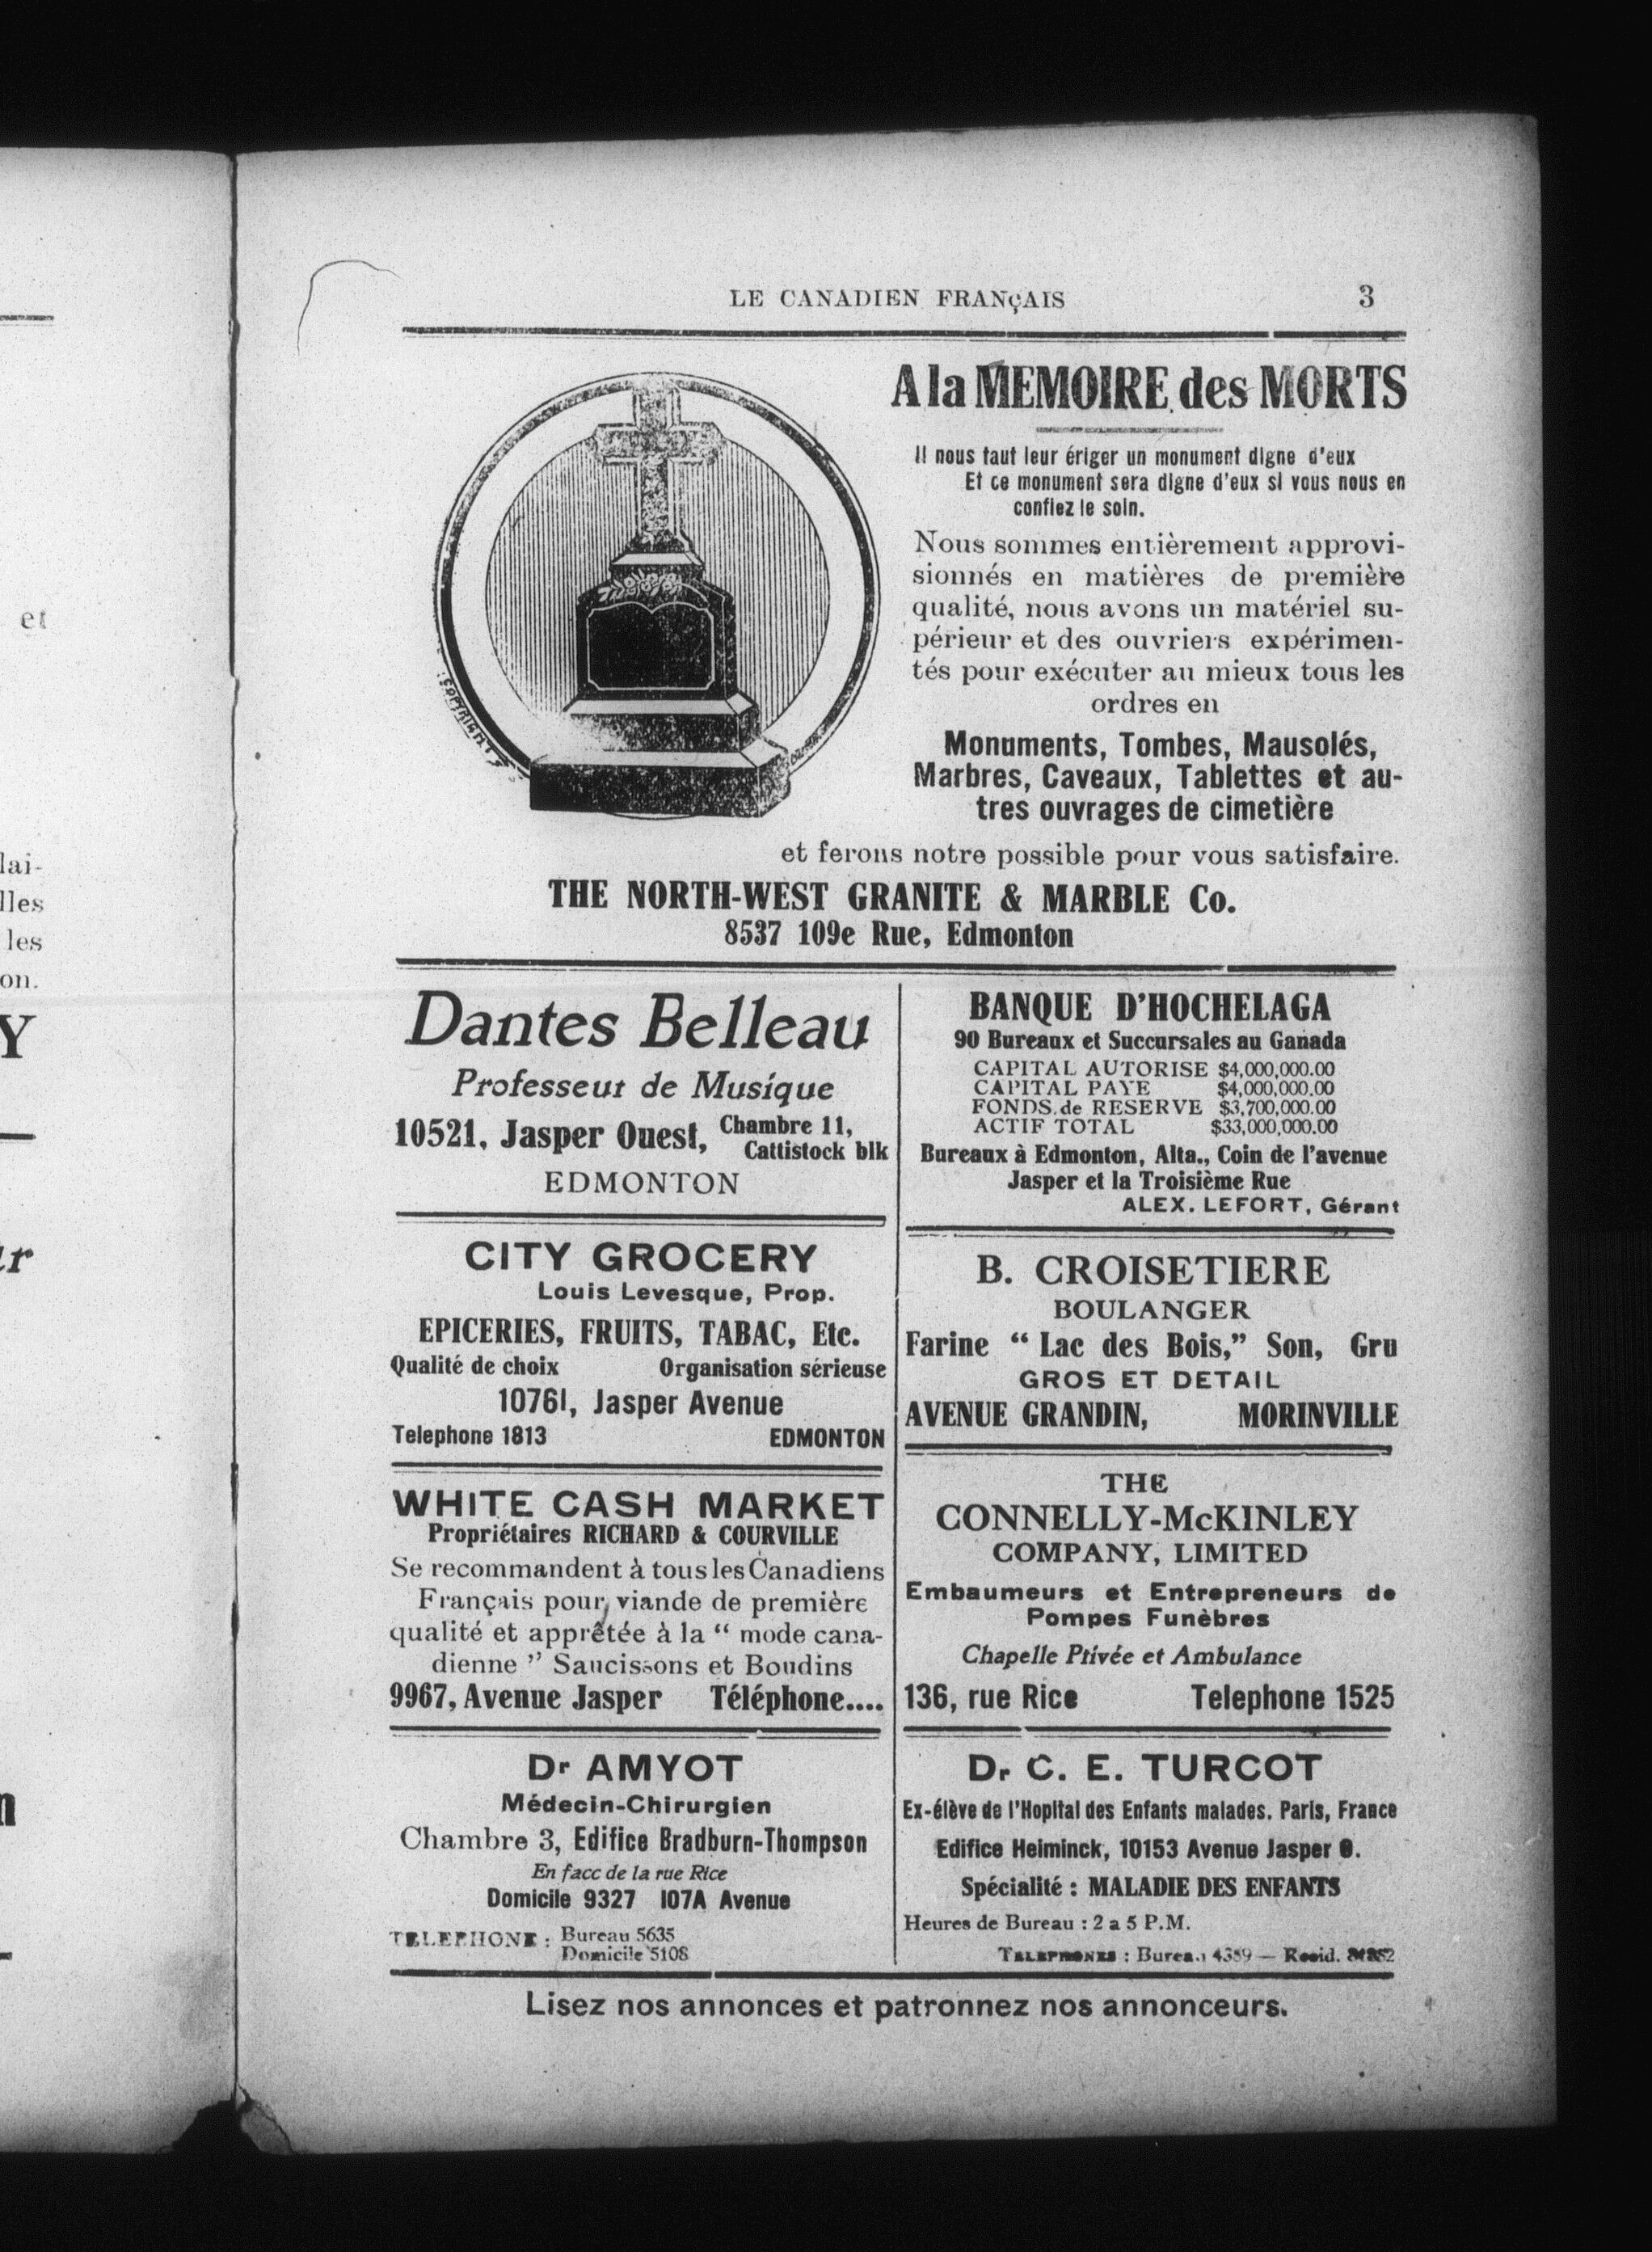 LE CANADIEN FRANÇAIS 3
A la MEMOIRE des MORTS
Il nous faut leur ériger un monument digne d'eux
Et ce monument sera digne d'eux si vous nous en
confiez le soin.
Nous sommes entièrement approvi-
sionnés en matières de première
qualité, nous avons un matériel su-
périeur et des ouvriers expérimen-
tés pour exécuter au mieux tous les
ordres en
Monuments, Tombes, Mausolés,
Marbres, Caveaux, Tablettes et au-
tres ouvrages de cimetière
et ferons notre possible pour vous satisfaire.
THE NORTH-WEST GRANITE & MARBLE Co.
8537 109e Rue, Edmonton
Dantes Belleau
Professeur de Musique
10521, Jasper Ouest, Chambre 11,
Cattistock blk
EDMONTON
CITY GROCERY
Louis Levesque, Prop.
EPICERIES, FRUITS, TABAC, Etc.
Qualité de choix Organisation sérieuse
10761, Jasper Avenue
Telephone 1813 EDMONTON
WHITE CASH MARKET
Propriétaires RICHARD & COURVILLE
Se recommandent à tous les Canadiens
Français pour viande de première
qualité et apprêtée à la “ mode cana-
dienne ” Saucissons et Boudins
9967, Avenue Jasper Téléphone....
Dr AMYOT
Médecin-Chirurgien
Chambre 3, Edifice Bradburn-Thompson
En facc de la rue Rice
Domicile 9327 107A Avenue
TELEPHONE : Bureau 5635
Domicile 5108
BANQUE D'HOCHELAGA
90 Bureaux et Succursales au Canada
CAPITAL AUTORISE $4,000,000.00
CAPITAL PAYE $4,000,000.00
FONDS de RESERVE $3,700,000.00
ACTIF TOTAL $33,000,000.00
Bureaux à Edmonton, Alta., Coin de l'avenue
Jasper et la Troisième Rue
ALEX. LEFORT, Gérant
B. CROISETIERE
BOULANGER
Farine “ Lac des Bois,” Son, Gru
GROS ET DETAIL
AVENUE GRANDIN, MORINVILLE
THE
CONNELLY-McKINLEY
COMPANY, LIMITED
Embaumeurs et Entrepreneurs de
Pompes Funèbres
Chapelle Privée et Ambulance
136, rue Rice Telephone 1525
Dr C. E. TURCOT
Ex-élève de l'Hopital des Enfants malades. Paris, France
Edifice Heiminck, 10153 Avenue Jasper O.
Spécialité : MALADIE DES ENFANTS
Heures de Bureau : 2 a 5 P.M.
TELEPHONES : Bureau — Resid.
Lisez nos annonces et patronnez nos annonceurs.